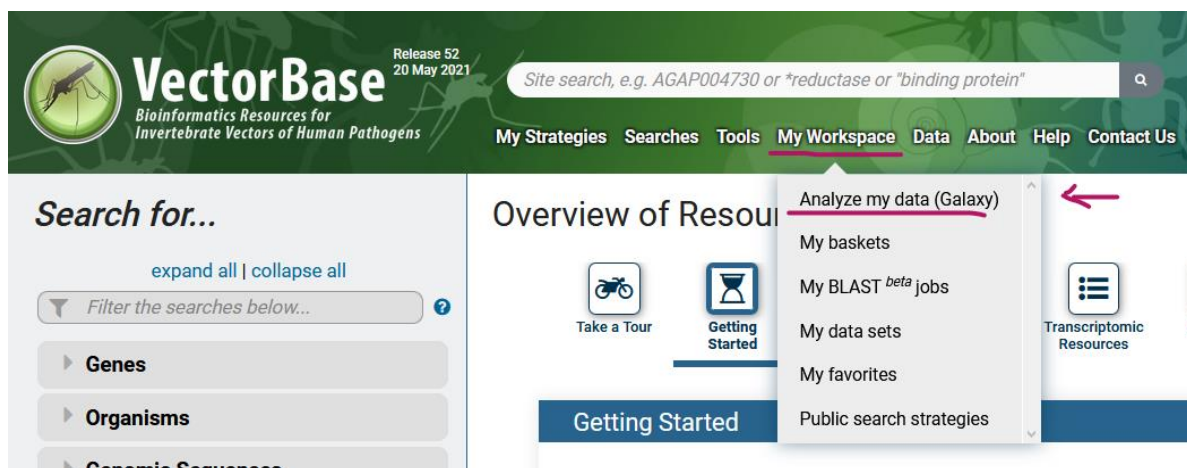 Release 52
20 May 2021
VectorBase
Bioinformatics Resources for
Invertebrate Vectors of Human Pathogens
Site search, e.g. AGAP004730 or *reductase or "binding protein"
My Strategies Searches Tools My Workspace Data About Help Contact Us
Search for...
expand all | collapse all
Filter the searches below...
Genes
Organisms
Overview of Resou
Take a Tour
Getting
Started
Transcriptomic
Resources
Getting Started
Analyze my data (Galaxy)
My baskets
My BLAST beta jobs
My data sets
My favorites
Public search strategies